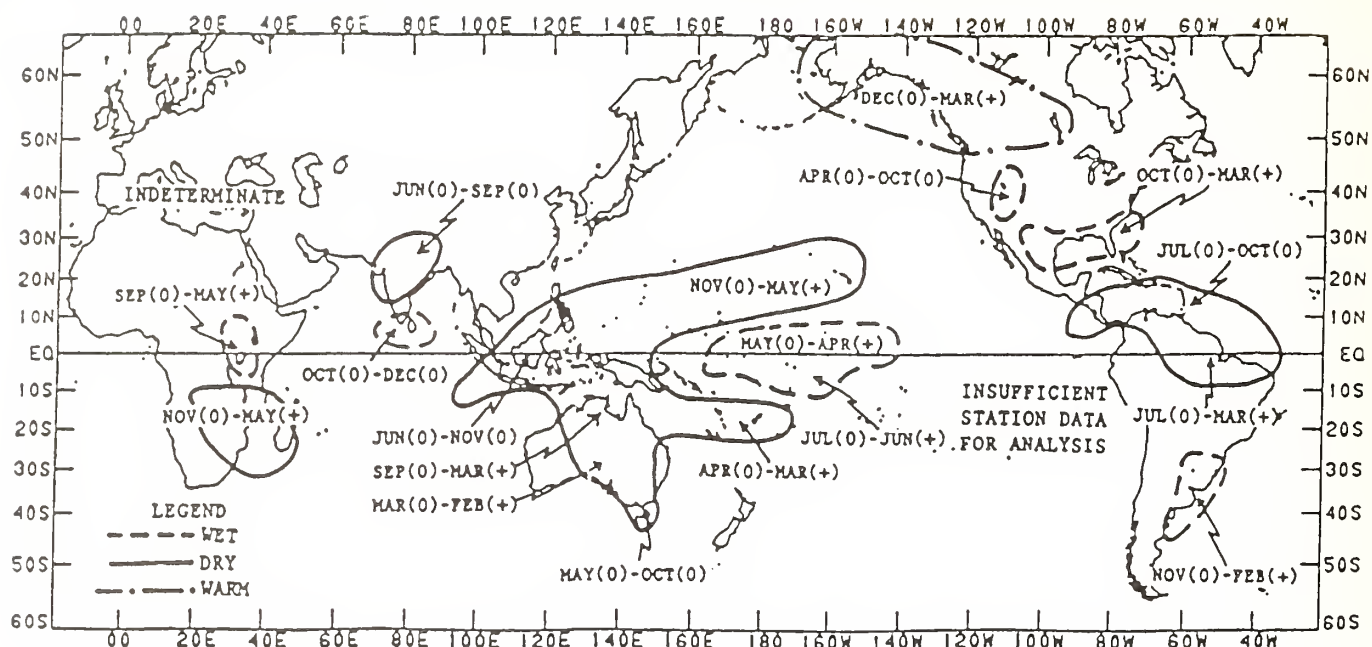 00 20E 40E 60E 80E 100E 120E 140E 160E 180 160W 140W 120W 100W 80W 60W 40W
60N 60N
DEC(0)-MAR(+)
50N 50N
INDETERMINATE JUN(0)-SEP(0) APR(0)-OCT(0) OCT(0)-MAR(+)
40N 40N
30N 30N
JUL(0)-OCT(0)
20N 20N
SEP(0)-MAY(+) NOV(0)-MAY(+)
10N 10N
MAY(0)-APR(+)
EQ EQ
OCT(0)-DEC(0)
10S 10S
INSUFFICIENT
STATION DATA
FOR ANALYSIS
NOV(0)-MAY(+) JUL(0)-MAR(+)
JUN(0)-NOV(0) JUL(0)-JUN(+)
20S 20S
SEP(0)-MAR(+) APR(0)-MAR(+)
30S 30S
MAR(0)-FEB(+)
LEGEND
40S 40S
WET
DRY
50S 50S
MAY(0)-OCT(0) NOV(0)-FEB(+)
WARM
60S 60S
00 20E 40E 60E 80E 100E 120E 140E 160E 180 160W 140W 120W 100W 80W 60W 40W